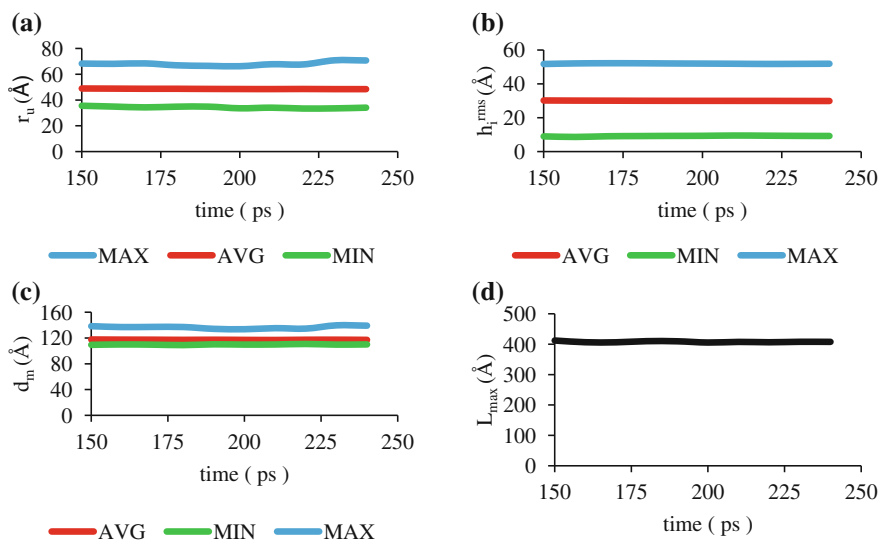 (a)
80
60
40
20
0
r_u (Å)
150 175 200 225 250
time ( ps )
MAX AVG MIN
(b)
60
40
20
0
h_i^rms (Å)
150 175 200 225 250
time ( ps )
AVG MIN MAX
(c)
160
120
80
40
0
d_m (Å)
150 175 200 225 250
time ( ps )
AVG MIN MAX
(d)
500
400
300
200
100
0
L_max (Å)
150 175 200 225 250
time ( ps )